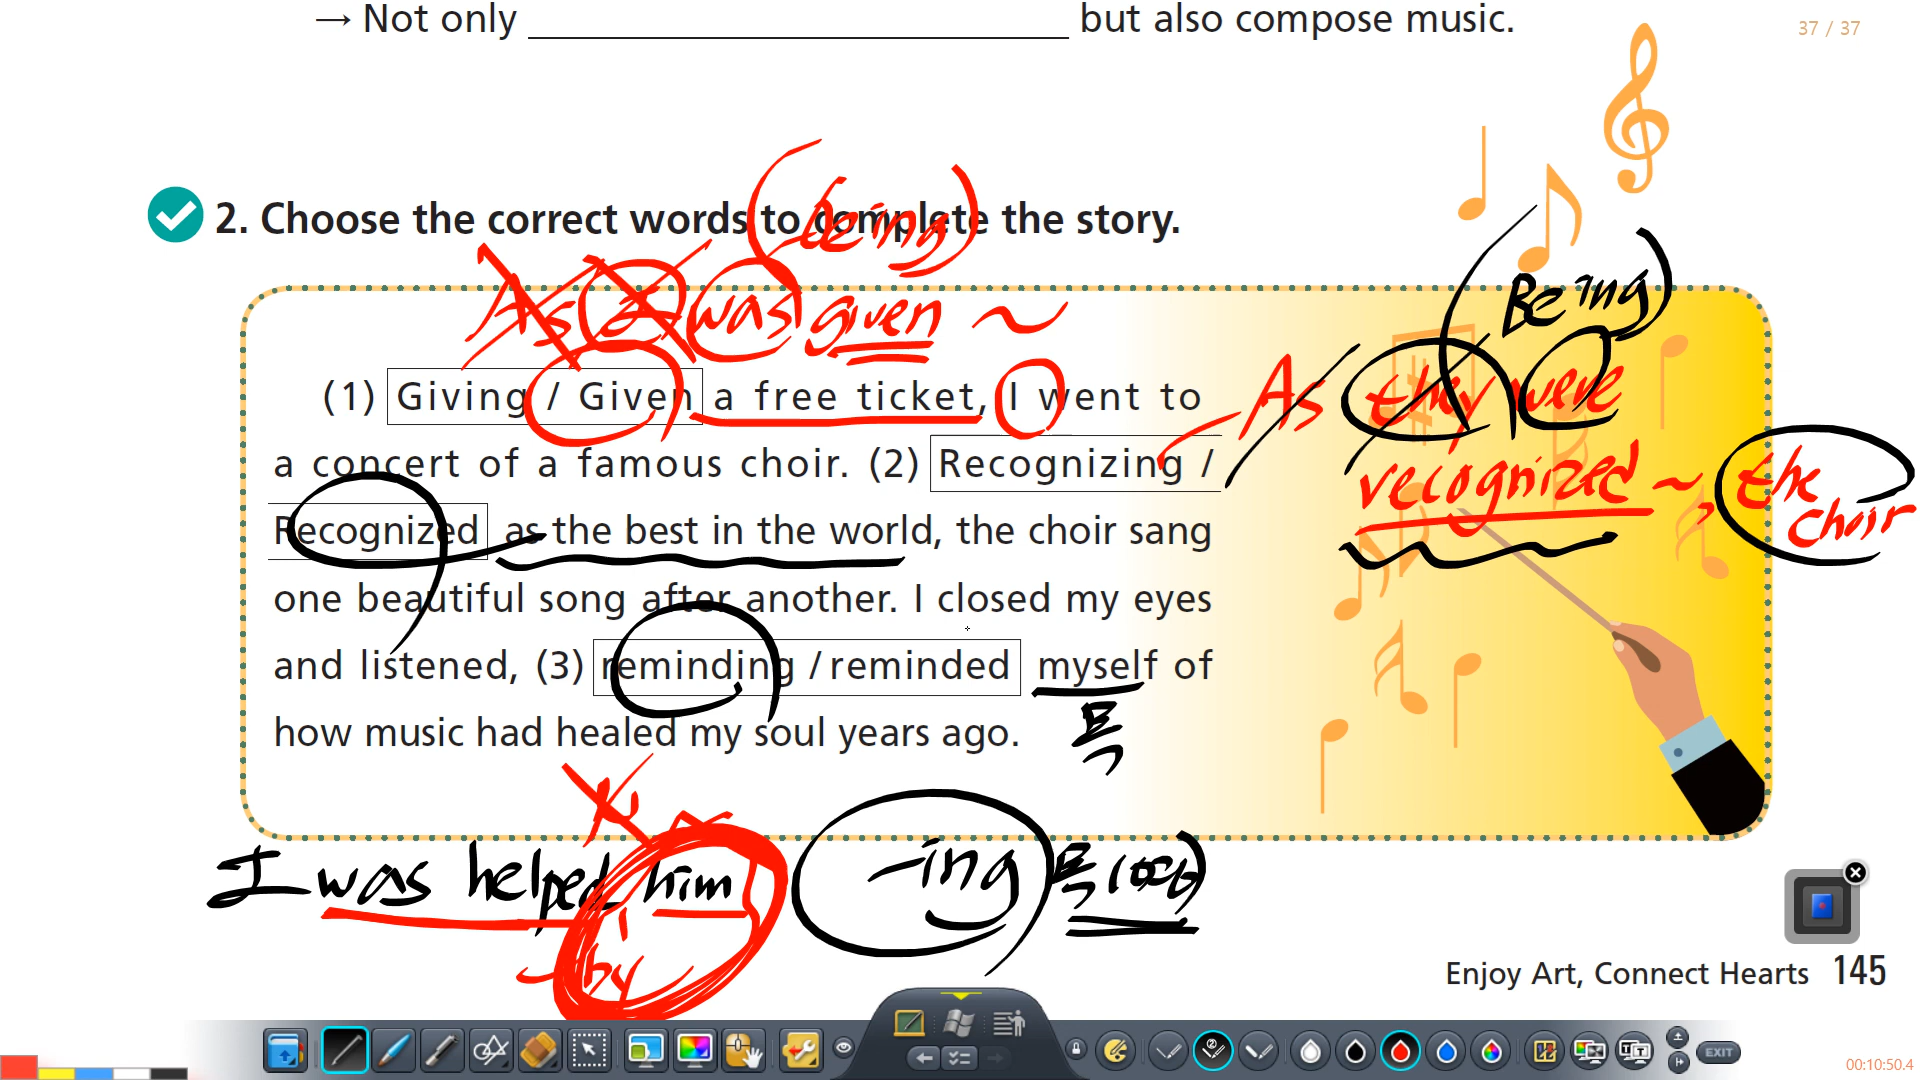 → Not only ____________________ but also compose music.
37 / 37
2. Choose the correct words to complete the story.
(being)
Being)
As I was given ~
(1) Giving / Given a free ticket, I went to
As they were
a concert of a famous choir. (2) Recognizing /
recognized ~, the choir
Recognized as the best in the world, the choir sang
one beautiful song after another. I closed my eyes
and listened, (3) reminding / reminded myself of
how music had healed my soul years ago.
목
I was helped him
-ing 목(oo)
by
Enjoy Art, Connect Hearts 145
EXIT
00:10:50.4